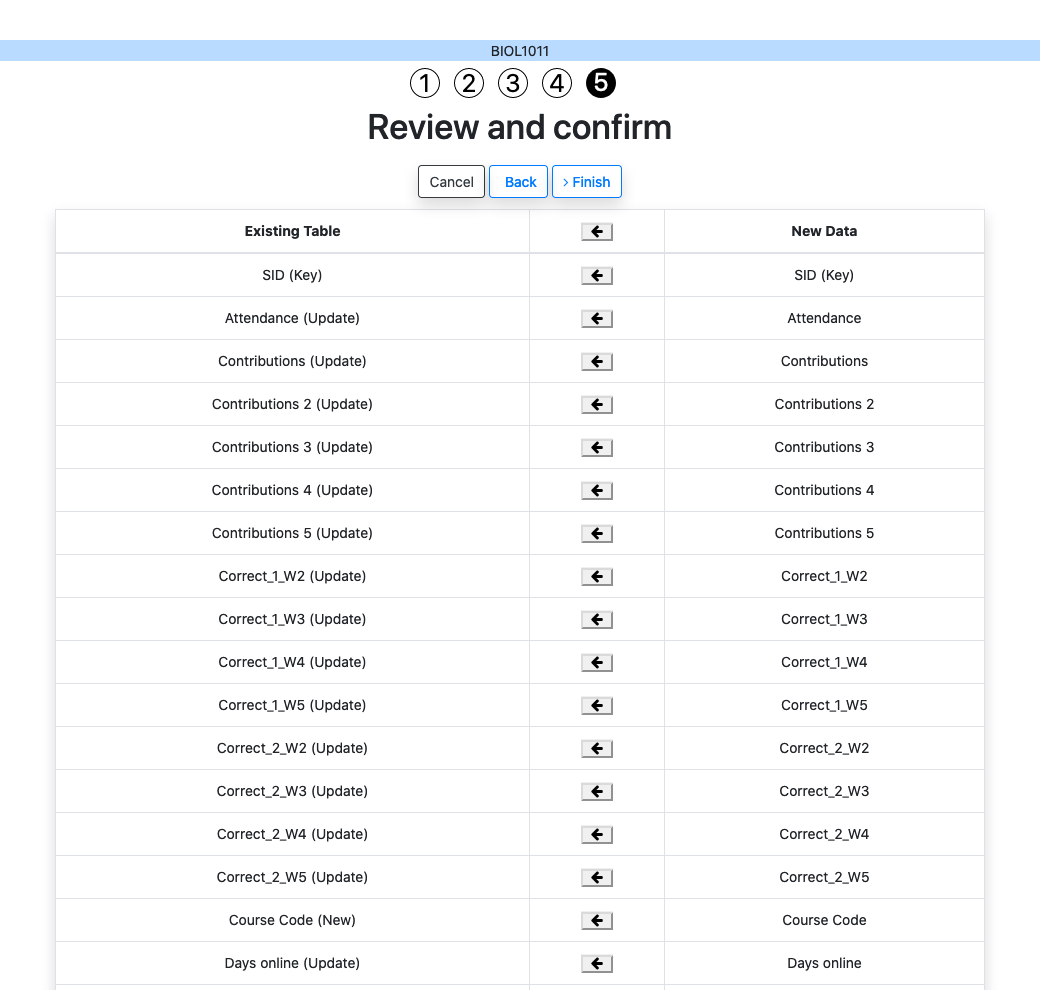 BIOL1011
1 2 3 4 5
Review and confirm
Cancel Back › Finish
Existing Table New Data
SID (Key) SID (Key)
Attendance (Update) Attendance
Contributions (Update) Contributions
Contributions 2 (Update) Contributions 2
Contributions 3 (Update) Contributions 3
Contributions 4 (Update) Contributions 4
Contributions 5 (Update) Contributions 5
Correct_1_W2 (Update) Correct_1_W2
Correct_1_W3 (Update) Correct_1_W3
Correct_1_W4 (Update) Correct_1_W4
Correct_1_W5 (Update) Correct_1_W5
Correct_2_W2 (Update) Correct_2_W2
Correct_2_W3 (Update) Correct_2_W3
Correct_2_W4 (Update) Correct_2_W4
Correct_2_W5 (Update) Correct_2_W5
Course Code (New) Course Code
Days online (Update) Days online